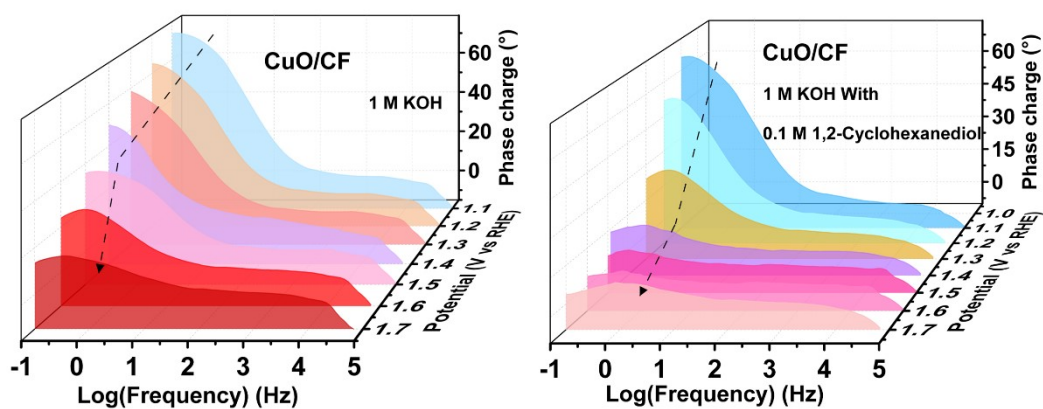 CuO/CF
1 M KOH
60
40
20
0
Phase charge (°)
1.1
1.2
1.3
1.4
1.5
1.6
1.7
Potential (V vs RHE)
-1 0 1 2 3 4 5
Log(Frequency) (Hz)
CuO/CF
1 M KOH With
0.1 M 1,2-Cyclohexanediol
60
45
30
15
0
Phase charge (°)
1.0
1.1
1.2
1.3
1.4
1.5
1.6
1.7
Potential (V vs RHE)
-1 0 1 2 3 4 5
Log(Frequency) (Hz)